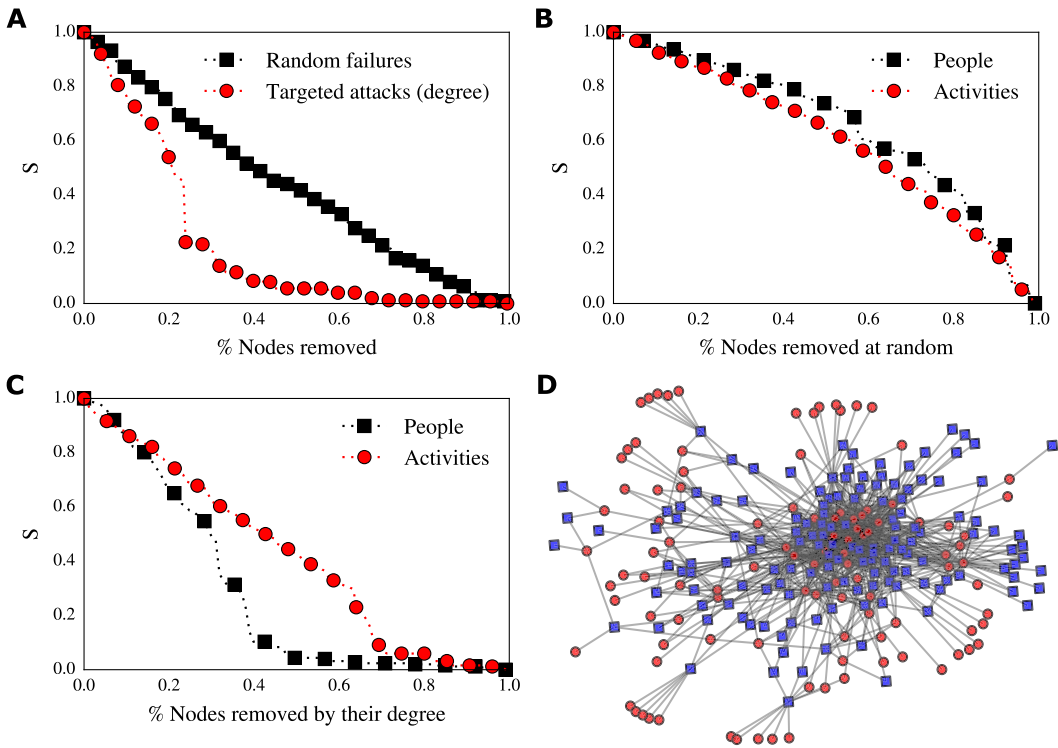 A
1.0
0.8
0.6
0.4
0.2
0.0
S
Random failures
Targeted attacks (degree)
0.0 0.2 0.4 0.6 0.8 1.0
% Nodes removed
B
1.0
0.8
0.6
0.4
0.2
0.0
S
People
Activities
0.0 0.2 0.4 0.6 0.8 1.0
% Nodes removed at random
C
1.0
0.8
0.6
0.4
0.2
0.0
S
People
Activities
0.0 0.2 0.4 0.6 0.8 1.0
% Nodes removed by their degree
D